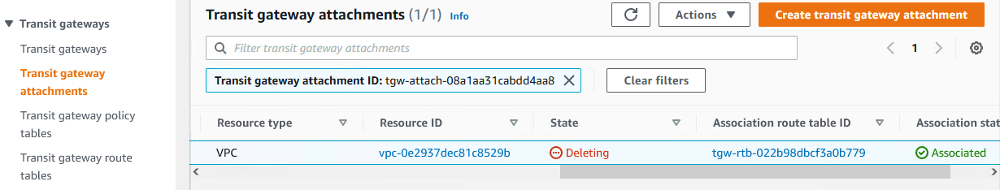 Transit gateways
Transit gateways
Transit gateway
attachments
Transit gateway policy
tables
Transit gateway route
tables
Transit gateway attachments (1/1) Info
Actions
Create transit gateway attachment
Filter transit gateway attachments
1
Transit gateway attachment ID: tgw-attach-08a1aa31cabdd4aa8
Clear filters
Resource type Resource ID State Association route table ID Association stat
VPC vpc-0e2937dec81c8529b Deleting tgw-rtb-022b98dbcf3a0b779 Associated